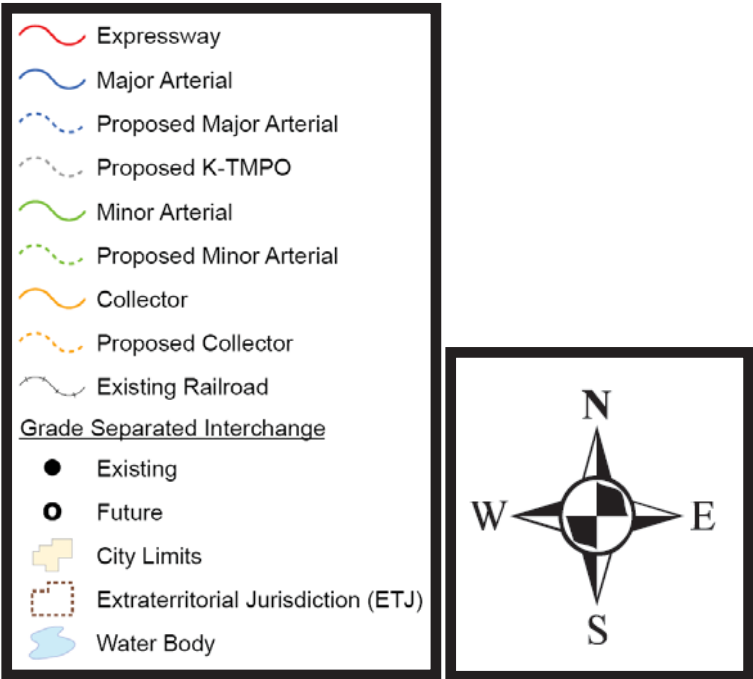 Expressway
Major Arterial
Proposed Major Arterial
Proposed K-TMPO
Minor Arterial
Proposed Minor Arterial
Collector
Proposed Collector
Existing Railroad
Grade Separated Interchange
Existing
Future
City Limits
Extraterritorial Jurisdiction (ETJ)
Water Body
N
W E
S